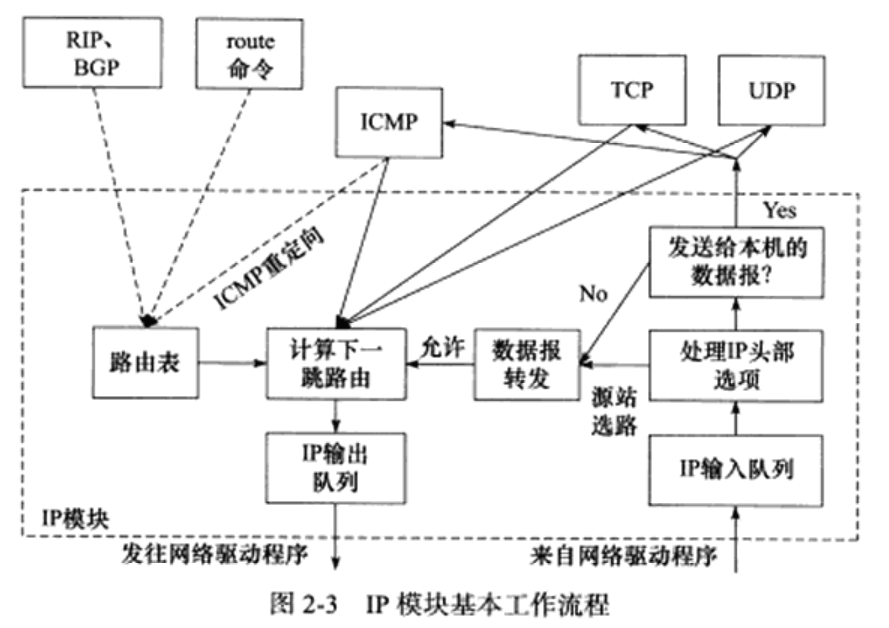 RIP、
BGP
route
命令
ICMP
TCP
UDP
Yes
发送给本机的
数据报?
ICMP重定向
No
路由表
计算下一
跳路由
允许
数据报
转发
处理IP头部
选项
源站
选路
IP输出
队列
IP输入队列
IP模块
发往网络驱动程序
来自网络驱动程序
图 2-3 IP 模块基本工作流程